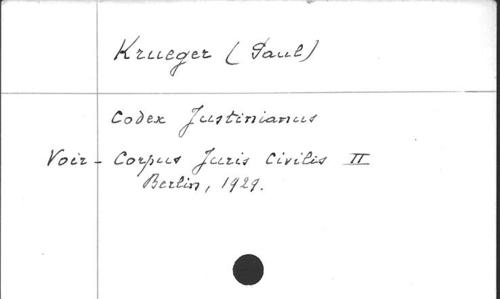 Krueger (Paul)
Codex Justinianus
Voir - Corpus Juris Civilis II
Berlin, 1929.